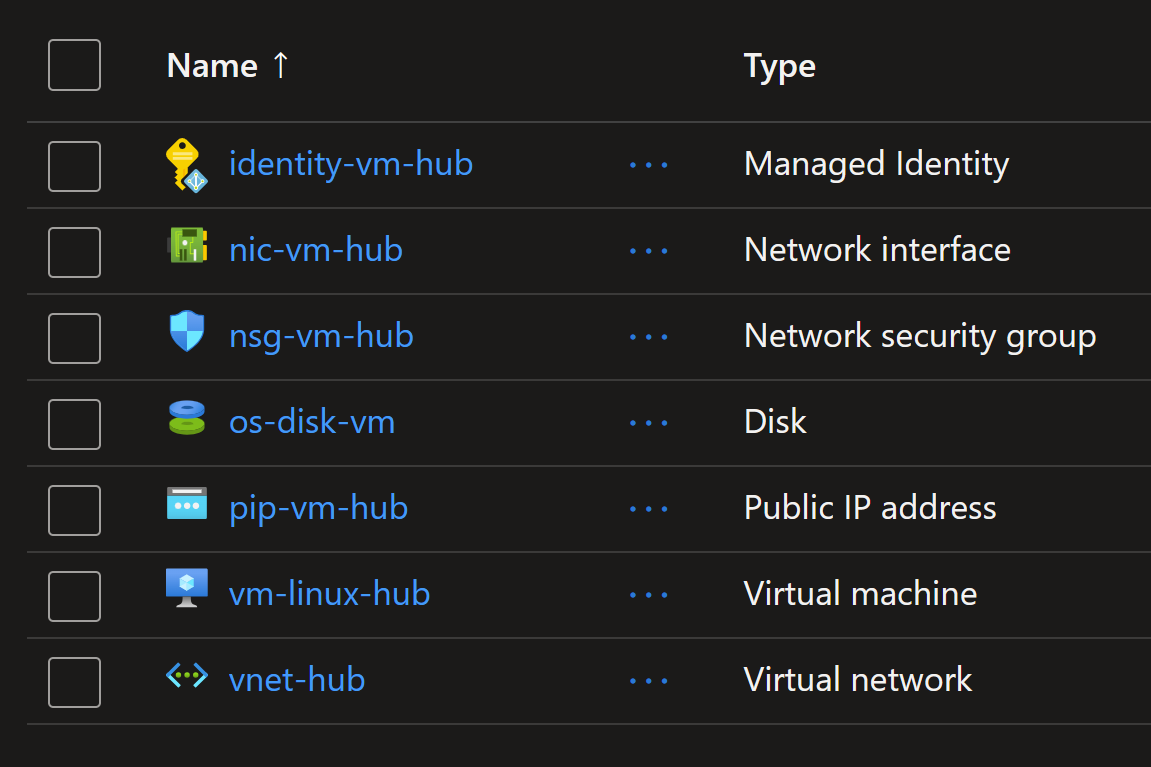 Name ↑ Type
identity-vm-hub ... Managed Identity
nic-vm-hub ... Network interface
nsg-vm-hub ... Network security group
os-disk-vm ... Disk
pip-vm-hub ... Public IP address
vm-linux-hub ... Virtual machine
vnet-hub ... Virtual network